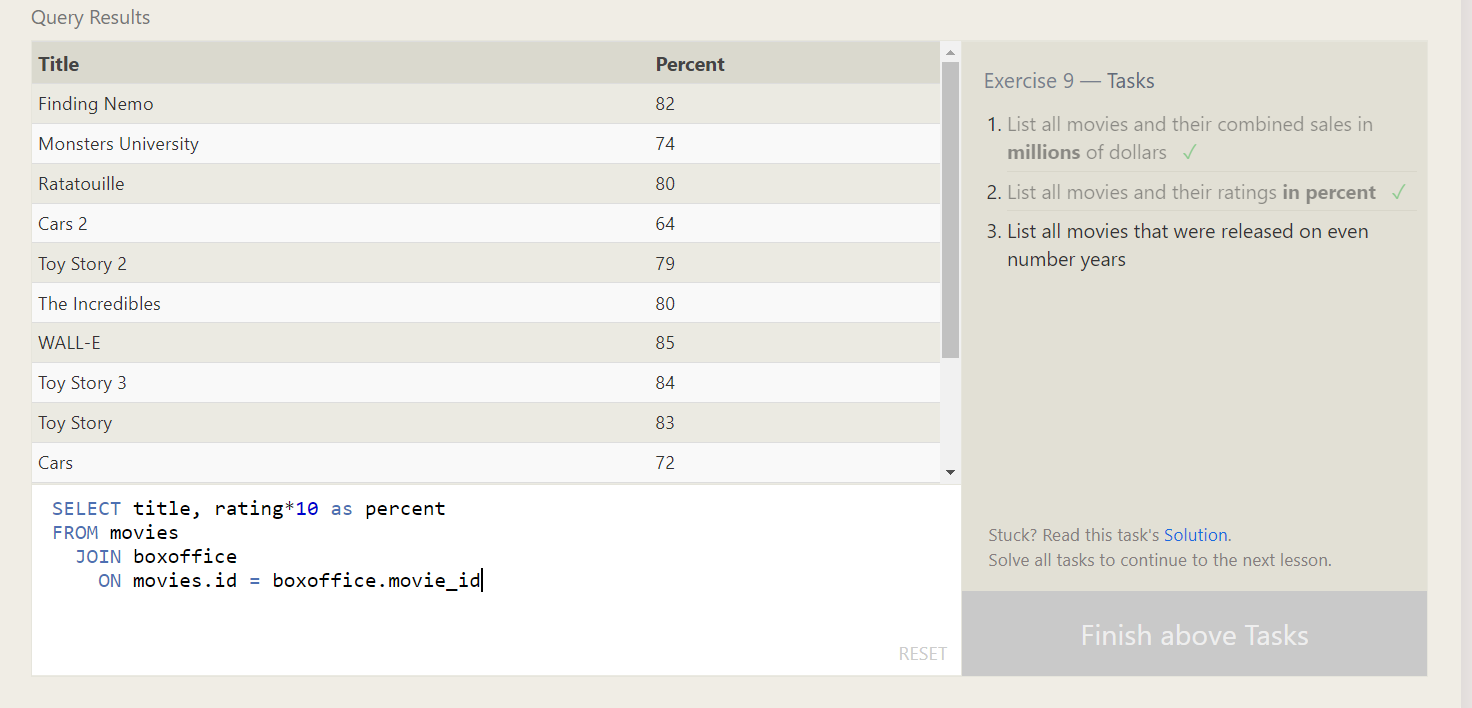 Query Results
Title Percent
Finding Nemo 82
Monsters University 74
Ratatouille 80
Cars 2 64
Toy Story 2 79
The Incredibles 80
WALL-E 85
Toy Story 3 84
Toy Story 83
Cars 72
SELECT title, rating*10 as percent
FROM movies
JOIN boxoffice
ON movies.id = boxoffice.movie_id
RESET
Exercise 9 — Tasks
1. List all movies and their combined sales in
millions of dollars ✓
2. List all movies and their ratings in percent ✓
3. List all movies that were released on even
number years
Stuck? Read this task's Solution.
Solve all tasks to continue to the next lesson.
Finish above Tasks